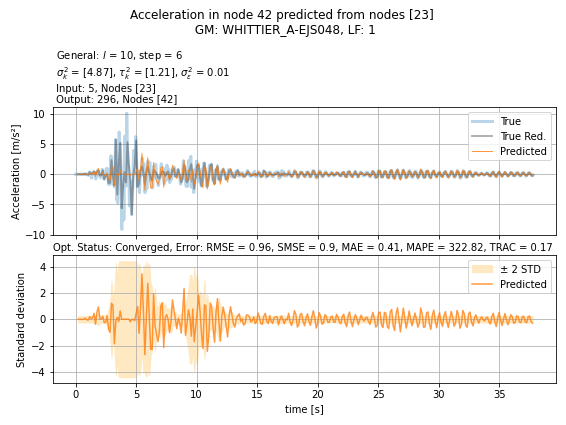 Acceleration in node 42 predicted from nodes [23]
GM: WHITTIER_A-EJS048, LF: 1
General: l = 10, step = 6
σ²ₖ = [4.87], τ²ₖ = [1.21], σ²ε = 0.01
Input: 5, Nodes [23]
Output: 296, Nodes [42]
Acceleration [m/s²]
10
5
0
−5
−10
True
True Red.
Predicted
Opt. Status: Converged, Error: RMSE = 0.96, SMSE = 0.9, MAE = 0.41, MAPE = 322.82, TRAC = 0.17
Standard deviation
4
2
0
−2
−4
± 2 STD
Predicted
0 5 10 15 20 25 30 35
time [s]